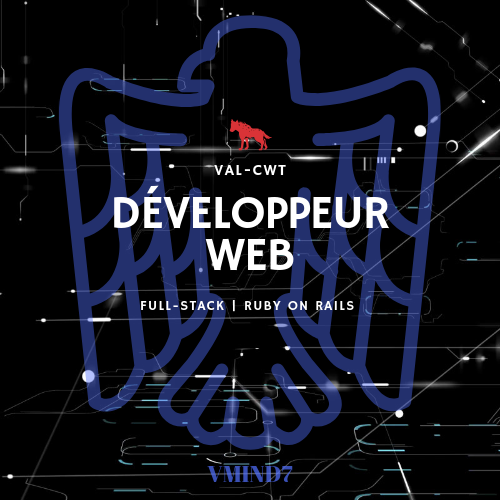 VAL-CWT
DÉVELOPPEUR
WEB
FULL-STACK | RUBY ON RAILS
VMIND7